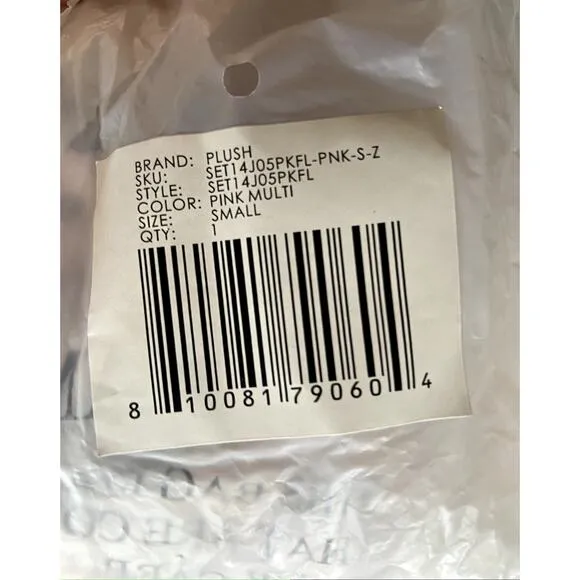 BRAND: PLUSH
SKU: SET14J05PKFL-PNK-S-Z
STYLE: SET14J05PKFL
COLOR: PINK MULTI
SIZE: SMALL
QTY: 1
8 10081 79060 4